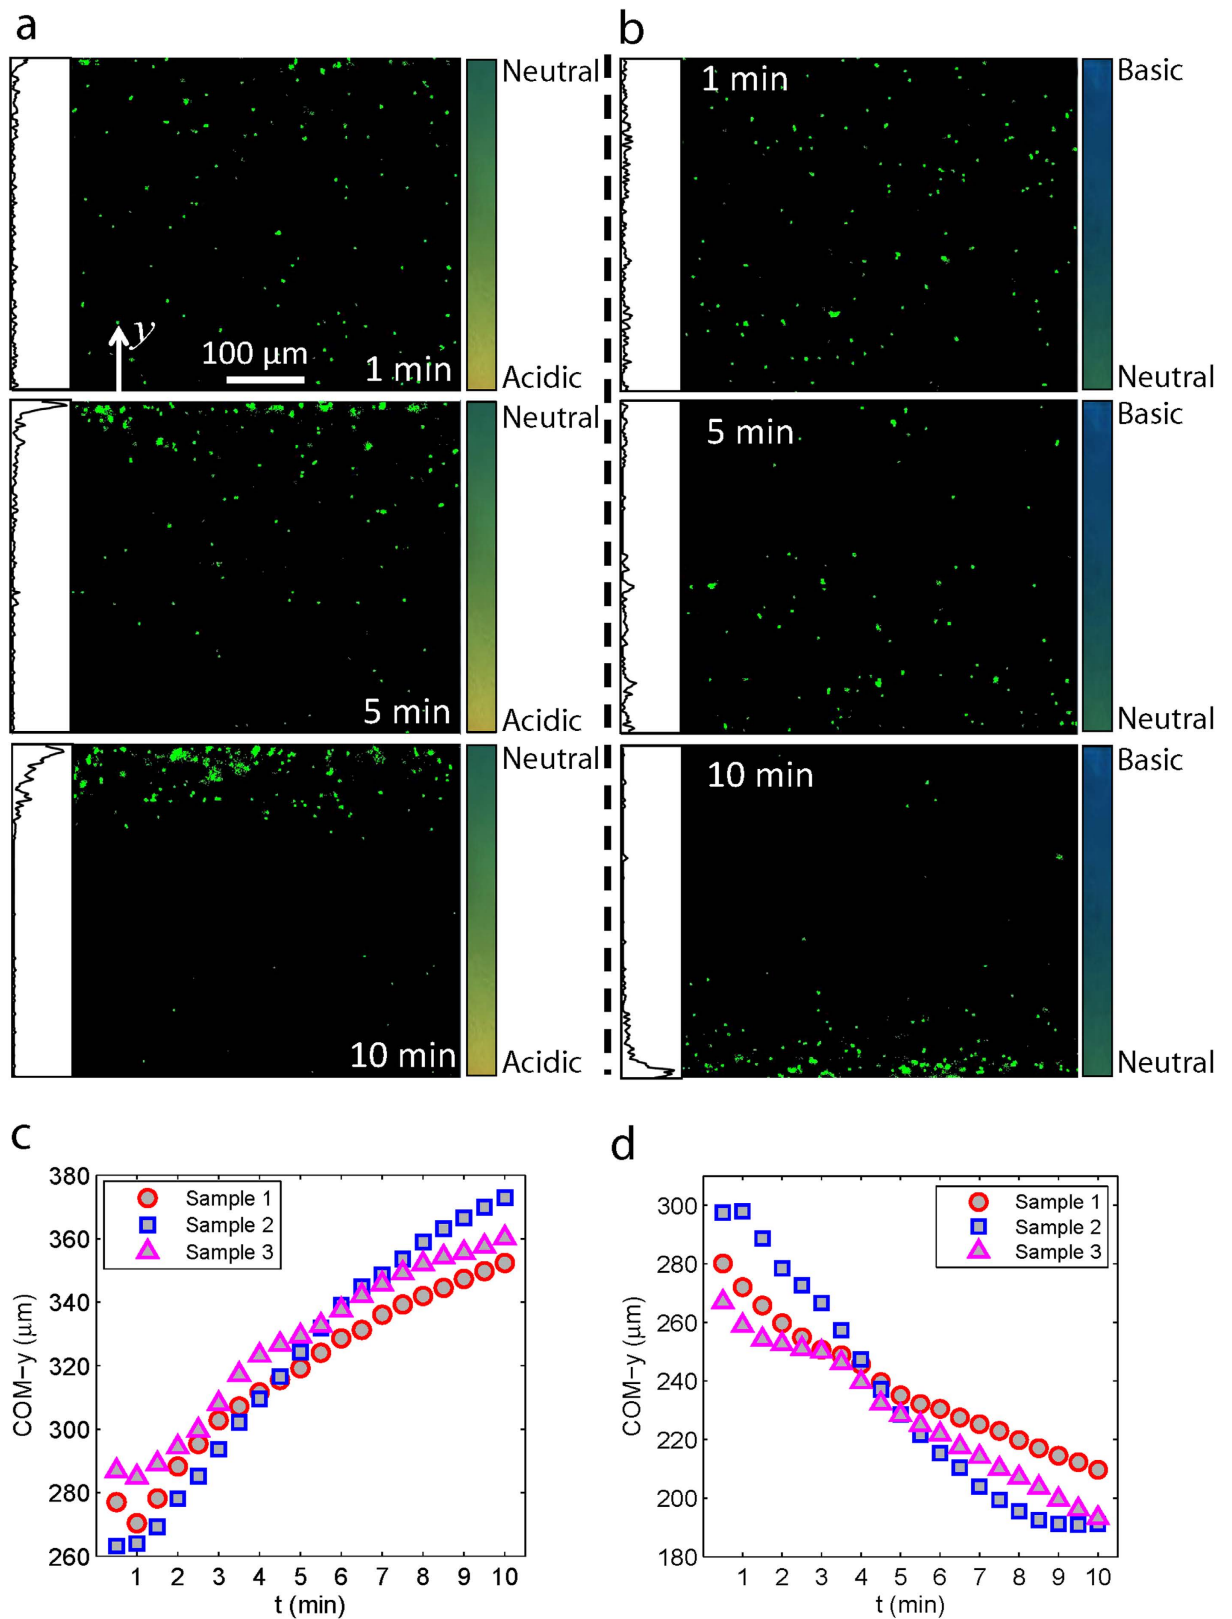 a
b
Neutral
y
100 µm
1 min
Acidic
1 min
Basic
Neutral
Neutral
5 min
Acidic
5 min
Basic
Neutral
Neutral
10 min
Acidic
10 min
Basic
Neutral
c
380
360
340
320
300
280
260
COM–y (µm)
Sample 1
Sample 2
Sample 3
1 2 3 4 5 6 7 8 9 10
t (min)
d
300
280
260
240
220
200
180
COM–y (µm)
Sample 1
Sample 2
Sample 3
1 2 3 4 5 6 7 8 9 10
t (min)